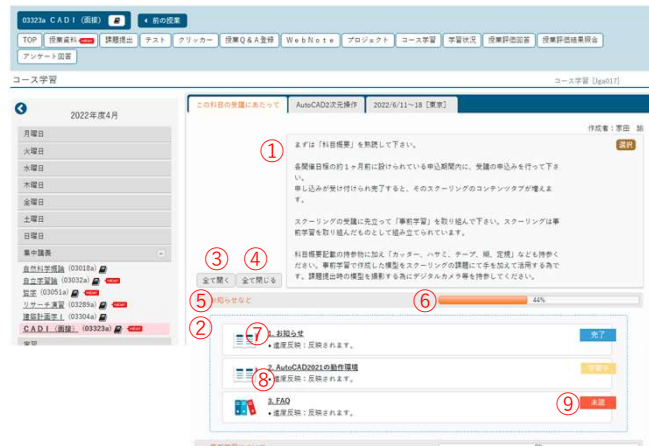 03323a ＣＡＤⅠ（面接）
前の授業
TOP 授業資料 課題提出 テスト クリッカー 授業Ｑ＆Ａ登録 ＷｅｂＮｏｔｅ プロジェクト コース学習 学習状況 授業評価回答 授業評価結果照会
アンケート回答
コース学習
コース学習 [Jga017]
2022年度4月
月曜日
火曜日
水曜日
木曜日
金曜日
土曜日
日曜日
集中講義
自然科学概論 (03018a)
自立学習論 (03032a)
哲学 (03051a)
リサーチ演習 (03289a)
建築計画学Ⅰ (03304a)
ＣＡＤⅠ（面接） (03323a)
この科目の受講にあたって
AutoCAD2次元操作
2022/6/11～18 [東京]
作成者：家田
①
まずは「科目概要」を熟読して下さい。
選択
各開催日程の約１ヶ月前に設けられている申込期間内に、受講の申込みを行って下さ
い。
申し込みが受け付けられ完了すると、そのスクーリングのコンテンツタブが増えま
す。
スクーリングの受講に先立って「事前学習」を取り組んで下さい。スクーリングは事
前学習を取り組んだものとして組み立てられています。
科目概要記載の持参物に加え「カッター、ハサミ、テープ、糊、定規」なども持参く
ださい。事前学習で作成した模型をスクーリングの課題にて手を加えて活用する為で
す。課題提出時の模型を撮影する為にデジタルカメラ等を持参してください。
③ ④
全て開く 全て閉じる
⑤
お知らせなど
⑥
44%
②
⑦
1. お知らせ
完了
•進度反映：反映されます。
2. AutoCAD2021の動作環境
学習中
⑧
•進度反映：反映されます。
3. FAQ
⑨
未読
•進度反映：反映されます。